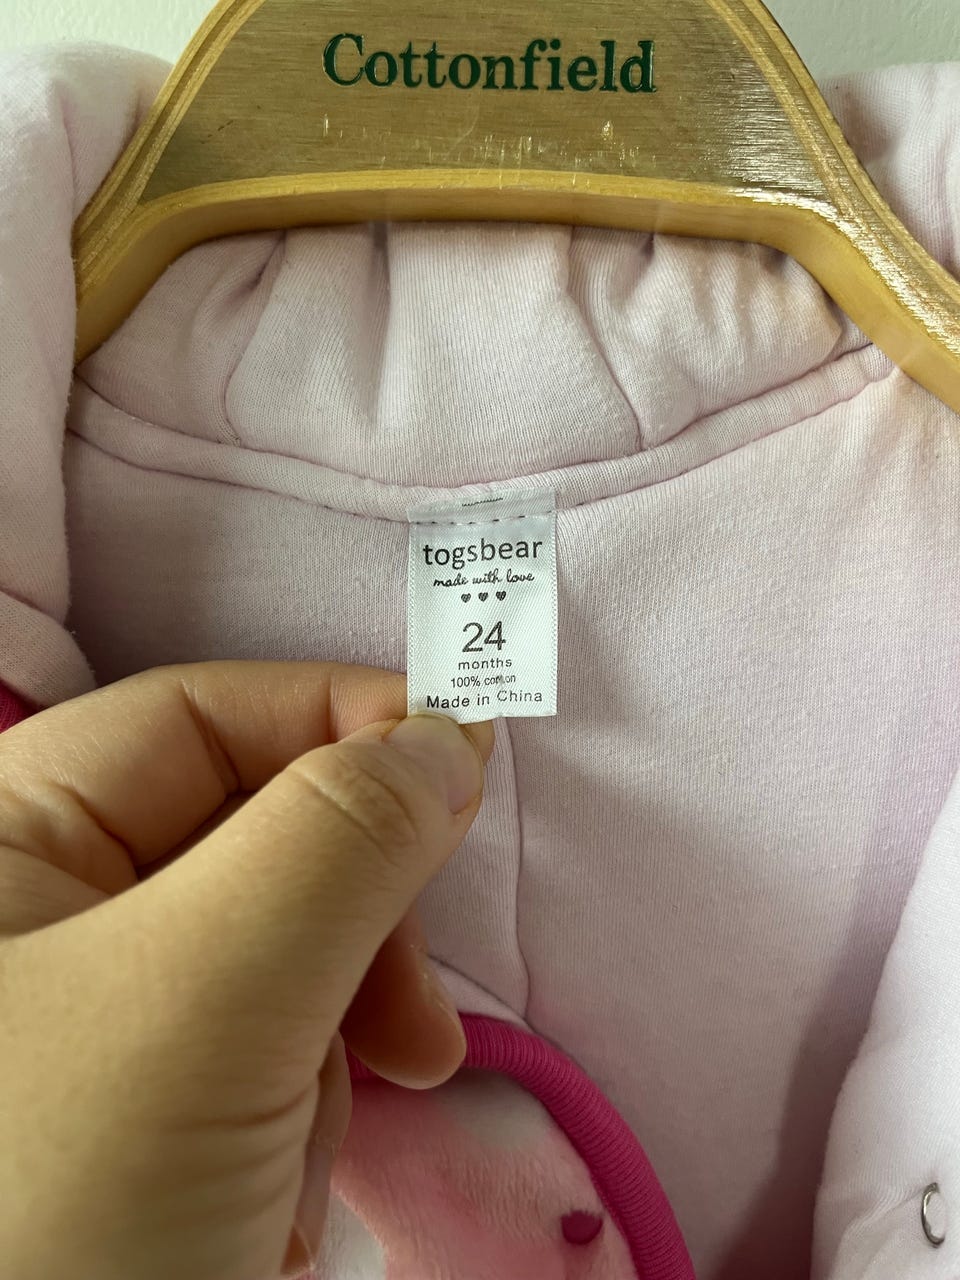 Cottonfield
togsbear
made with love
24
months
100% cotton
Made in China